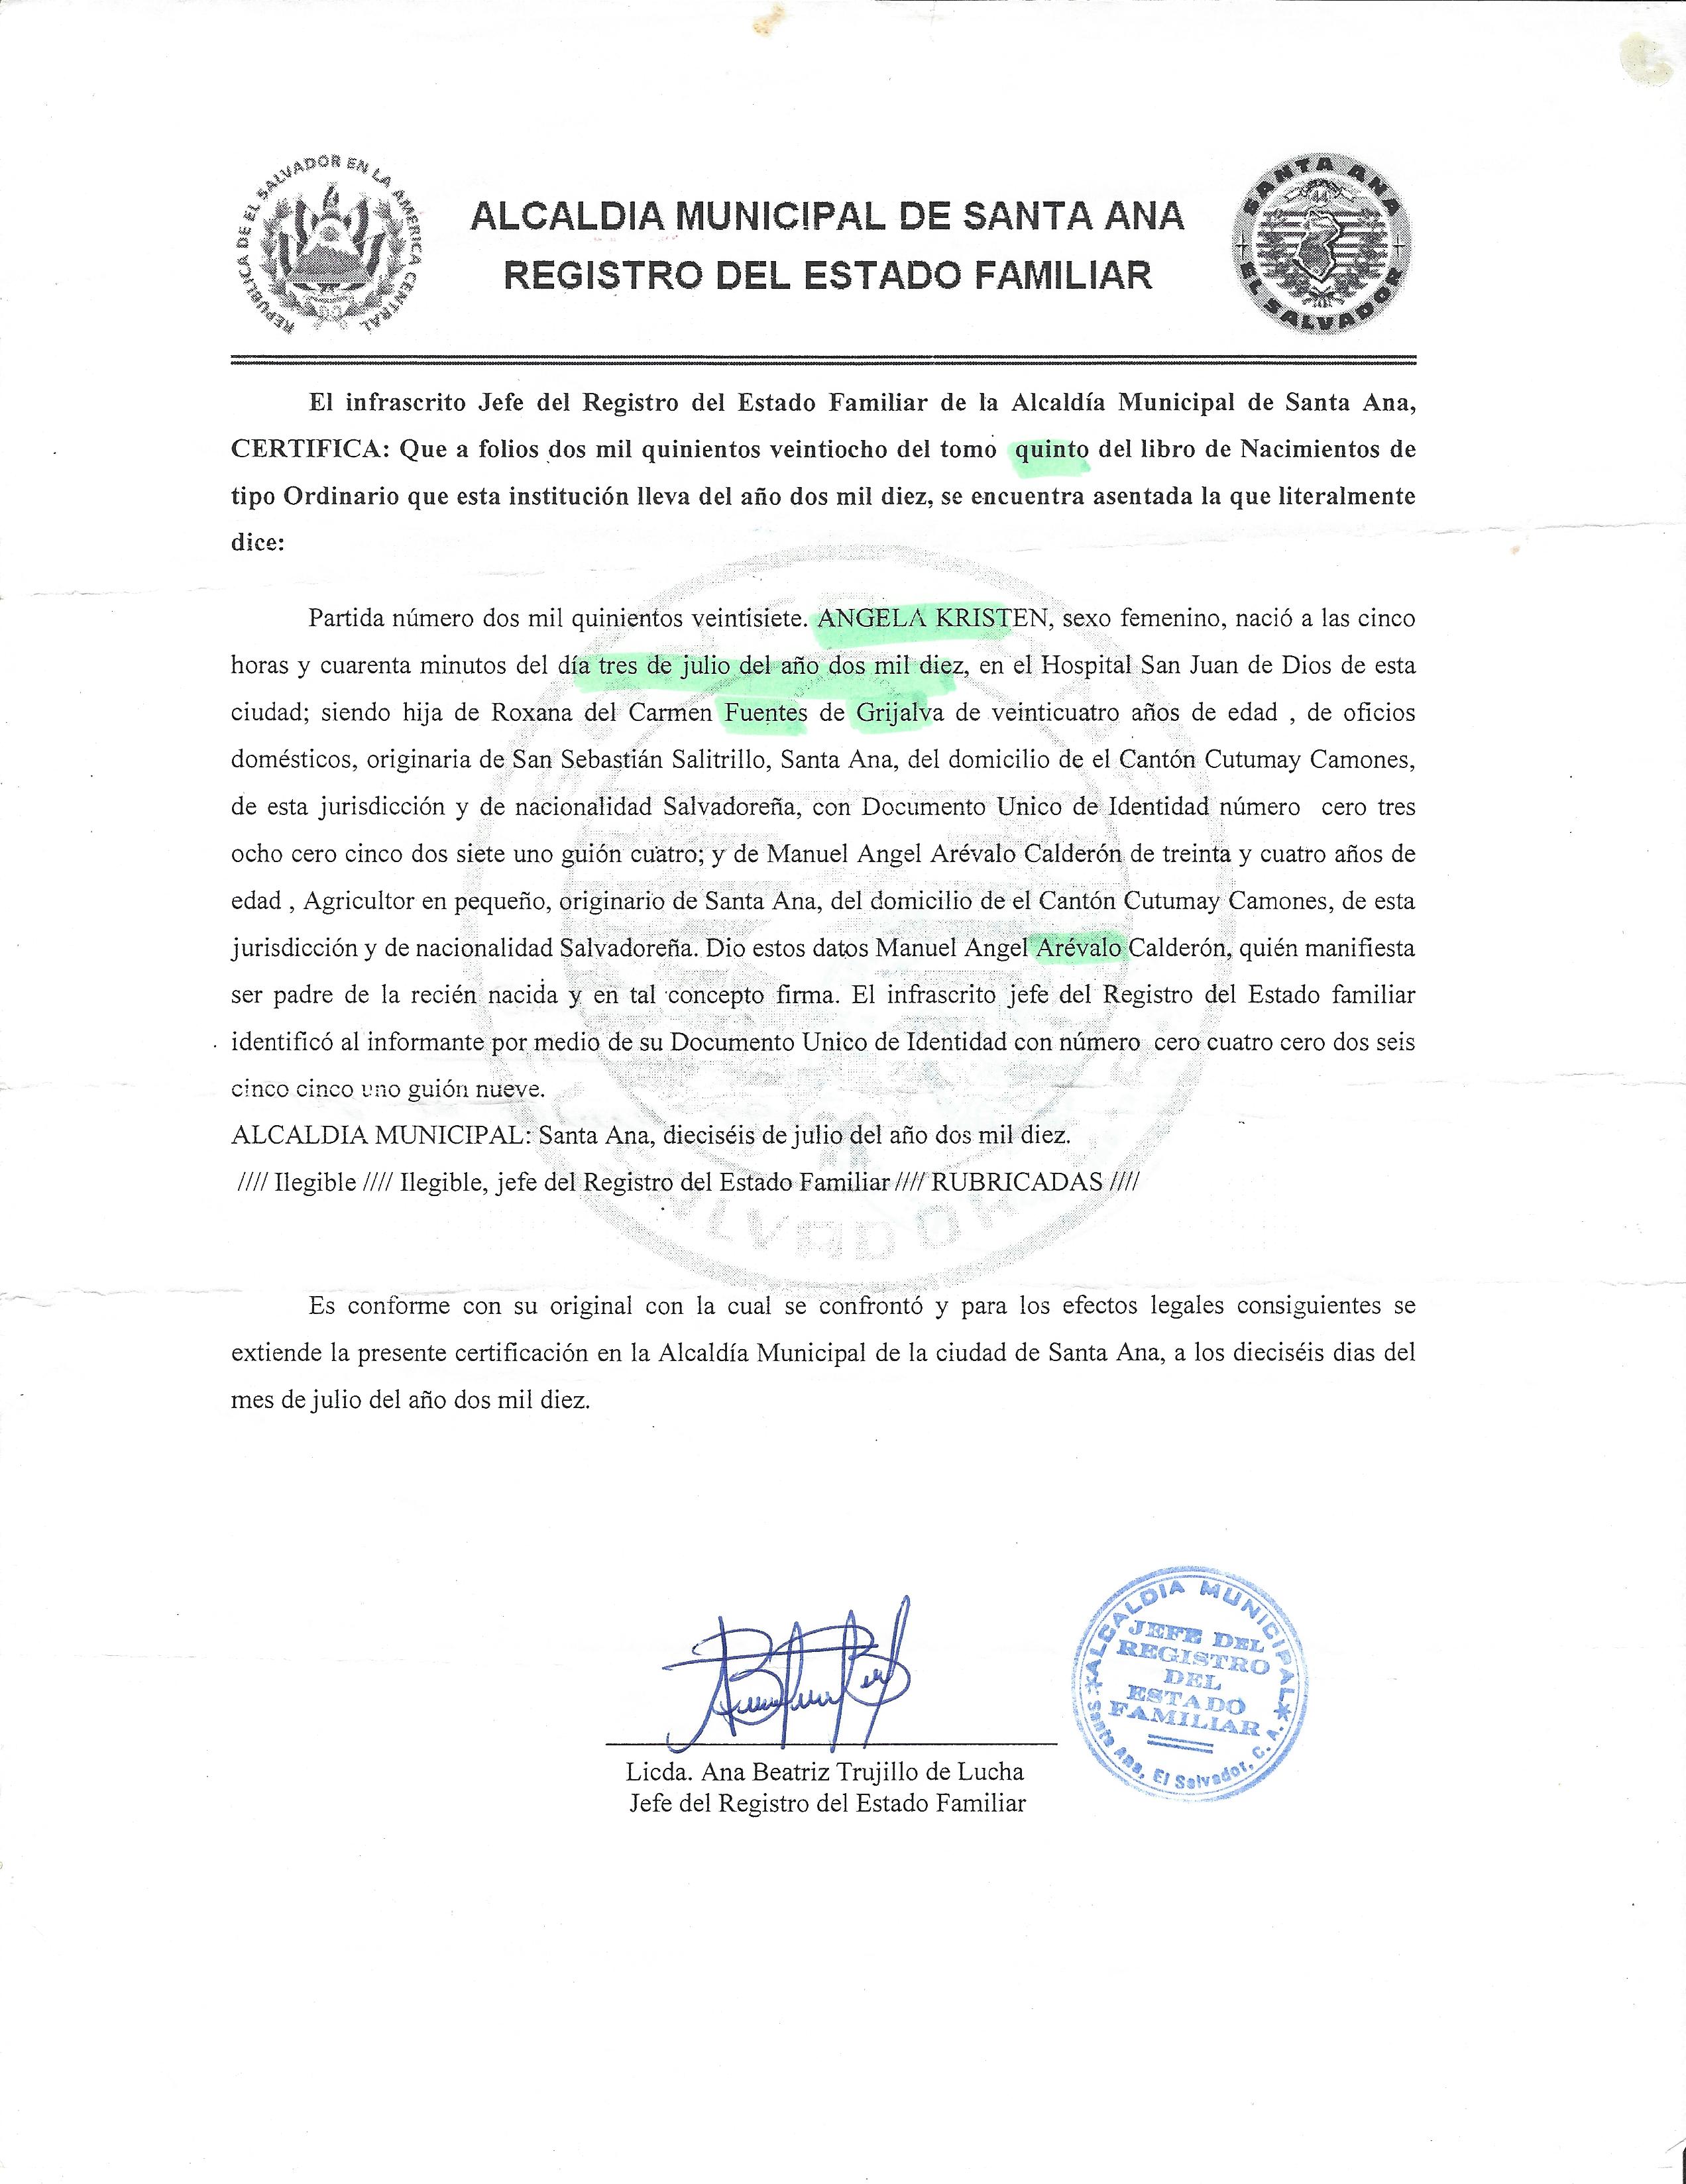 REPUBLICA DE EL SALVADOR EN LA AMERICA CENTRAL
ALCALDIA MUNICIPAL DE SANTA ANA
REGISTRO DEL ESTADO FAMILIAR
SANTA ANA
44
EL SALVADOR
El infrascrito Jefe del Registro del Estado Familiar de la Alcaldía Municipal de Santa Ana,
CERTIFICA: Que a folios dos mil quinientos veintiocho del tomo quinto del libro de Nacimientos de
tipo Ordinario que esta institución lleva del año dos mil diez, se encuentra asentada la que literalmente
dice:
Partida número dos mil quinientos veintisiete. ANGELA KRISTEN, sexo femenino, nació a las cinco
horas y cuarenta minutos del día tres de julio del año dos mil diez, en el Hospital San Juan de Dios de esta
ciudad; siendo hija de Roxana del Carmen Fuentes de Grijalva de veinticuatro años de edad , de oficios
domésticos, originaria de San Sebastián Salitrillo, Santa Ana, del domicilio de el Cantón Cutumay Camones,
de esta jurisdicción y de nacionalidad Salvadoreña, con Documento Unico de Identidad número cero tres
ocho cero cinco dos siete uno guión cuatro; y de Manuel Angel Arévalo Calderón de treinta y cuatro años de
edad , Agricultor en pequeño, originario de Santa Ana, del domicilio de el Cantón Cutumay Camones, de esta
jurisdicción y de nacionalidad Salvadoreña. Dio estos datos Manuel Angel Arévalo Calderón, quién manifiesta
ser padre de la recién nacida y en tal concepto firma. El infrascrito jefe del Registro del Estado familiar
identificó al informante por medio de su Documento Unico de Identidad con número cero cuatro cero dos seis
cinco cinco uno guión nueve.
ALCALDIA MUNICIPAL: Santa Ana, dieciséis de julio del año dos mil diez.
//// Ilegible //// Ilegible, jefe del Registro del Estado Familiar //// RUBRICADAS ////
Es conforme con su original con la cual se confrontó y para los efectos legales consiguientes se
extiende la presente certificación en la Alcaldía Municipal de la ciudad de Santa Ana, a los dieciséis dias del
mes de julio del año dos mil diez.
ALCALDIA MUNICIPAL
JEFE DEL
REGISTRO
DEL
ESTADO
FAMILIAR
Santa Ana, El Salvador, C. A.
Licda. Ana Beatriz Trujillo de Lucha
Jefe del Registro del Estado Familiar